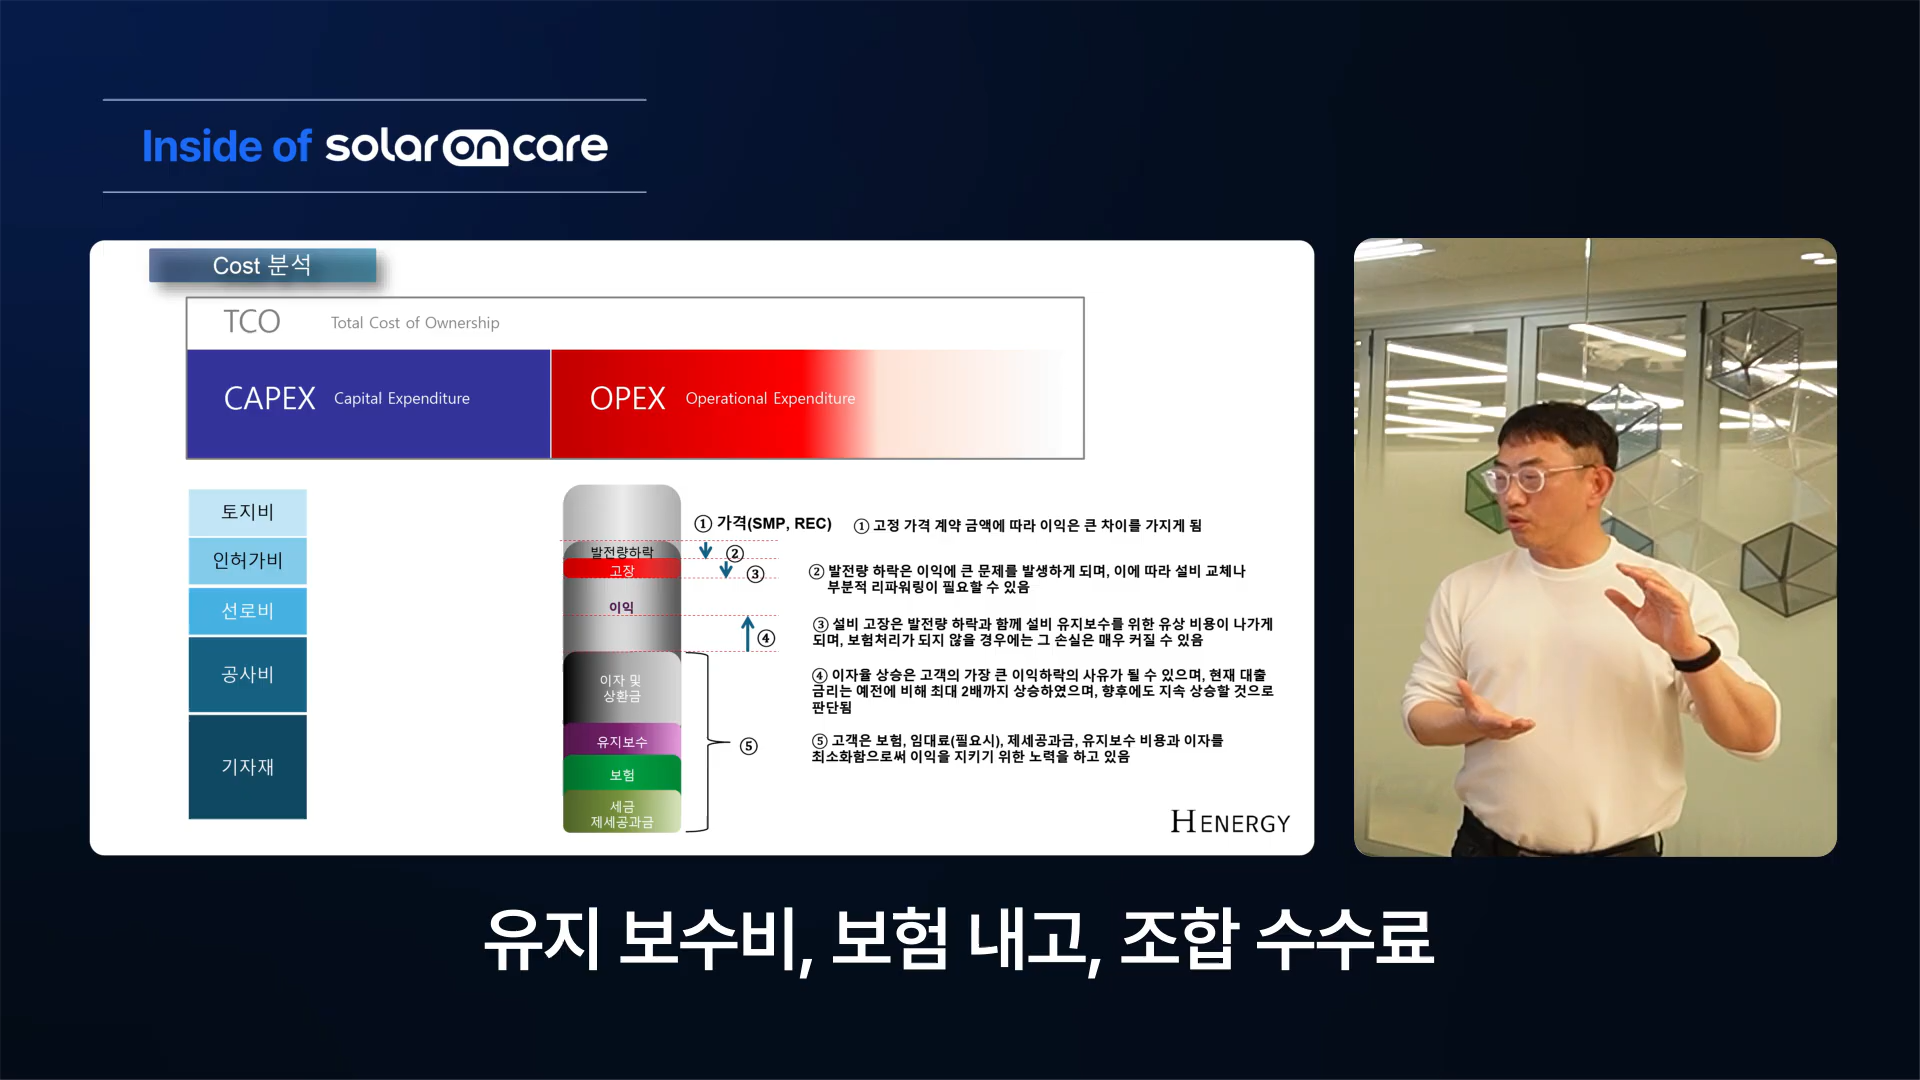 Inside of solaroncare
Cost 분석
TCO Total Cost of Ownership
CAPEX Capital Expenditure
OPEX Operational Expenditure
토지비
인허가비
선로비
공사비
기자재
발전량하락
고장
이익
이자 및
상환금
유지보수
보험
세금
제세공과금
① 가격(SMP, REC)
②
③
④
⑤
① 고정 가격 계약 금액에 따라 이익은 큰 차이를 가지게 됨
② 발전량 하락은 이익에 큰 문제를 발생하게 되며, 이에 따라 설비 교체나
부분적 리파워링이 필요할 수 있음
③ 설비 고장은 발전량 하락과 함께 설비 유지보수를 위한 유상 비용이 나가게
되며, 보험처리가 되지 않을 경우에는 그 손실은 매우 커질 수 있음
④ 이자율 상승은 고객의 가장 큰 이익하락의 사유가 될 수 있으며, 현재 대출
금리는 예전에 비해 최대 2배까지 상승하였으며, 향후에도 지속 상승할 것으로
판단됨
⑤ 고객은 보험, 임대료(필요시), 제세공과금, 유지보수 비용과 이자를
최소화함으로써 이익을 지키기 위한 노력을 하고 있음
H ENERGY
유지 보수비, 보험 내고, 조합 수수료